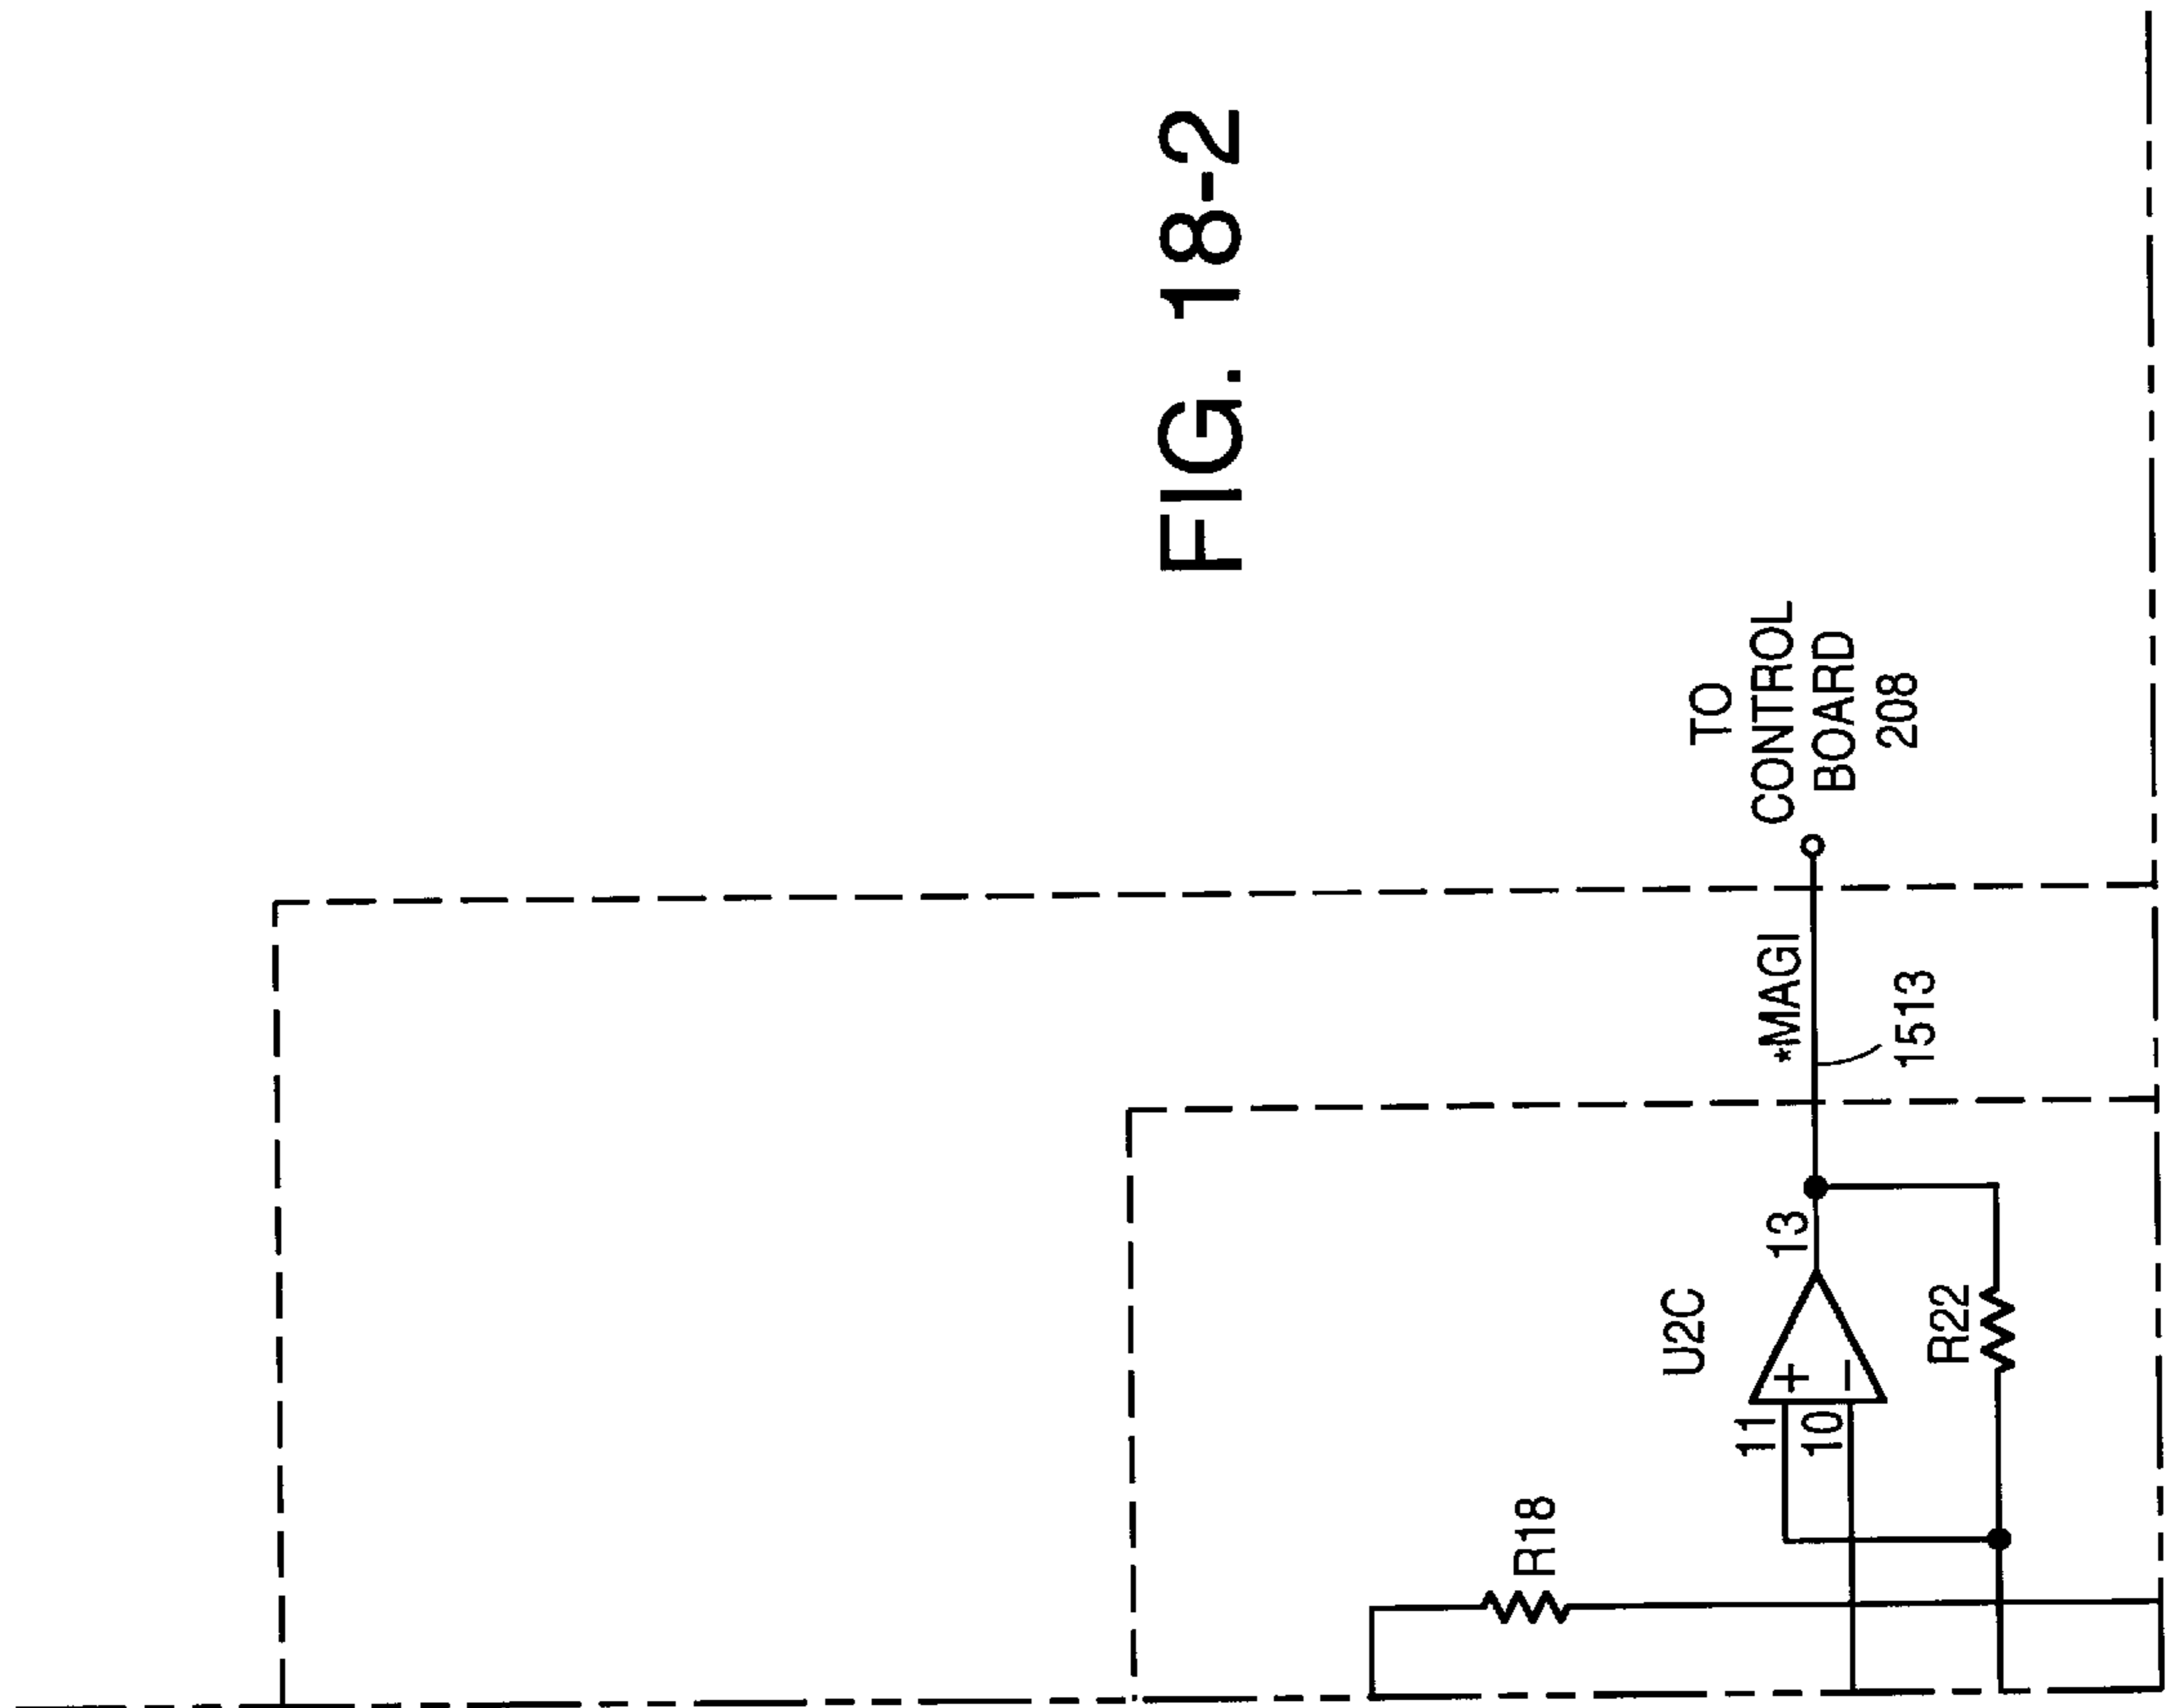 FIG. 18-2
TO
CONTROL
BOARD
208
*MAGI
1513
13
U2C
+
−
11
10
R22
R18